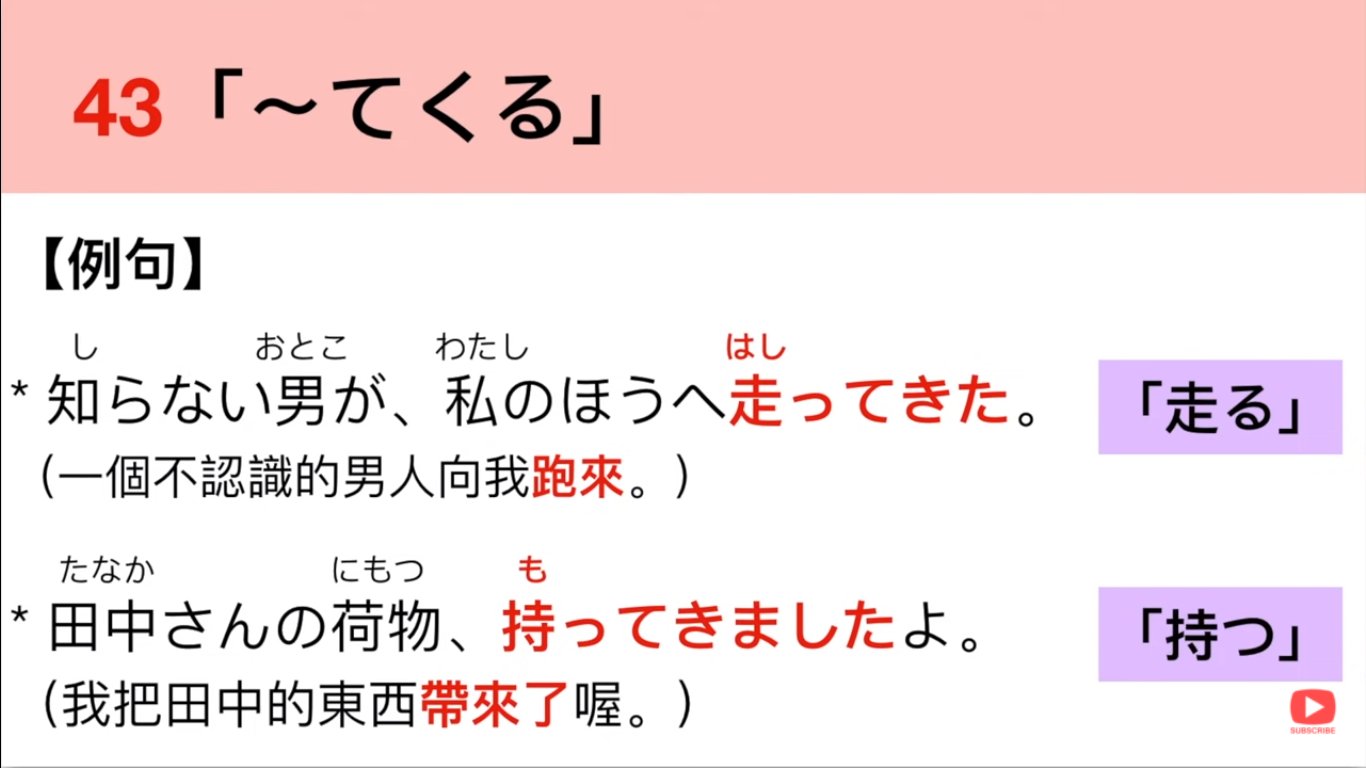 43「～てくる」
【例句】
し おとこ わたし はし
* 知らない男が、私のほうへ走ってきた。
「走る」
（一個不認識的男人向我跑來。）
たなか にもつ も
* 田中さんの荷物、持ってきましたよ。
「持つ」
（我把田中的東西帶來了喔。）
SUBSCRIBE